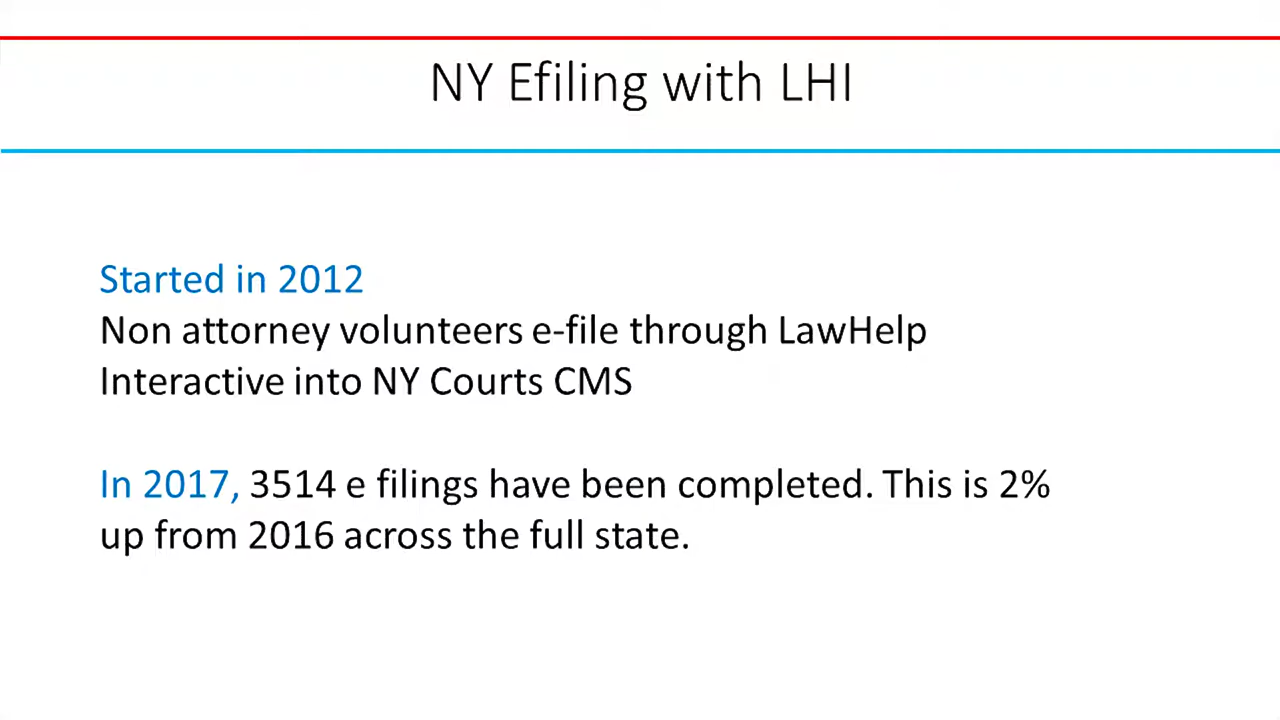 NY Efiling with LHI
Started in 2012
Non attorney volunteers e-file through LawHelp
Interactive into NY Courts CMS
In 2017, 3514 e filings have been completed. This is 2%
up from 2016 across the full state.